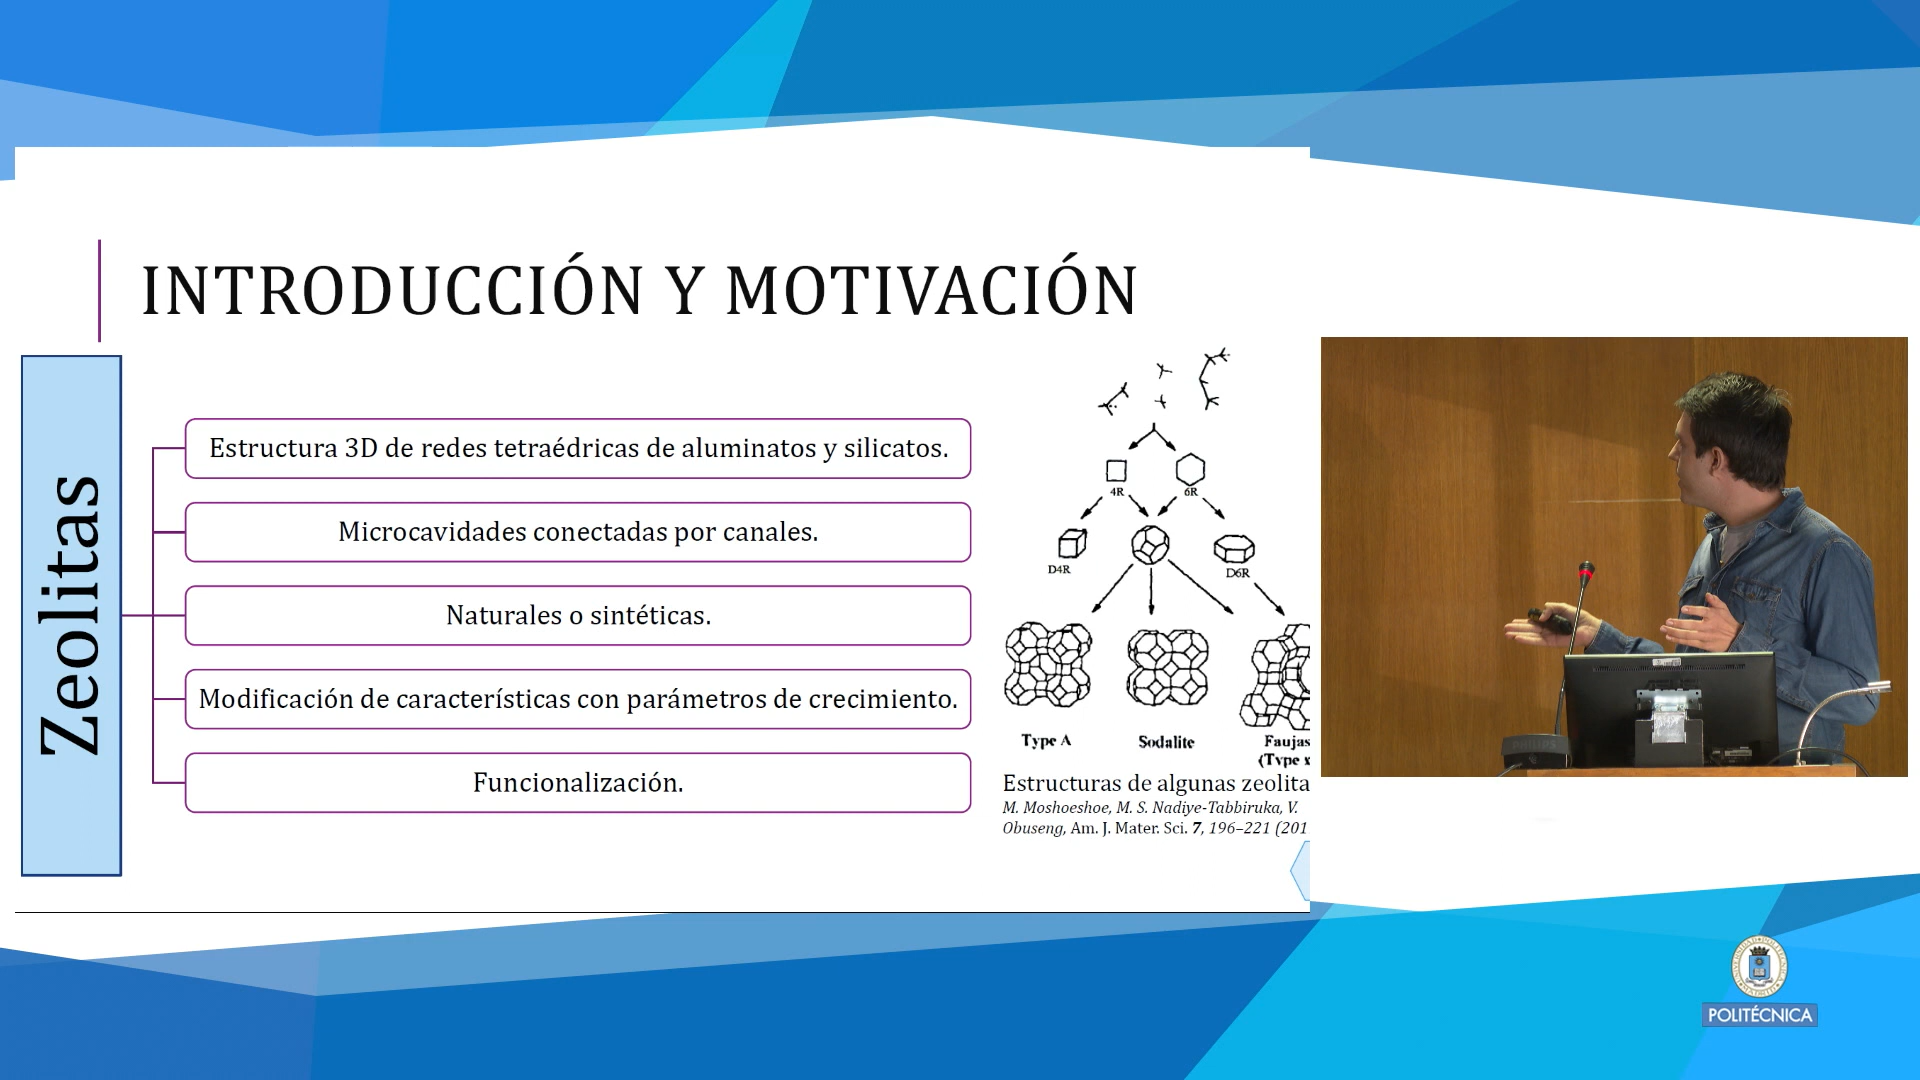 INTRODUCCIÓN Y MOTIVACIÓN
Zeolitas
Estructura 3D de redes tetraédricas de aluminatos y silicatos.
Microcavidades conectadas por canales.
Naturales o sintéticas.
Modificación de características con parámetros de crecimiento.
Funcionalización.
4R
6R
D4R
D6R
Type A
Sodalite
Faujas
(Type x
Estructuras de algunas zeolita
M. Moshoeshoe, M. S. Nadiye-Tabbiruka, V.
Obuseng, Am. J. Mater. Sci. 7, 196–221 (201
PHILIPS
POLITÉCNICA